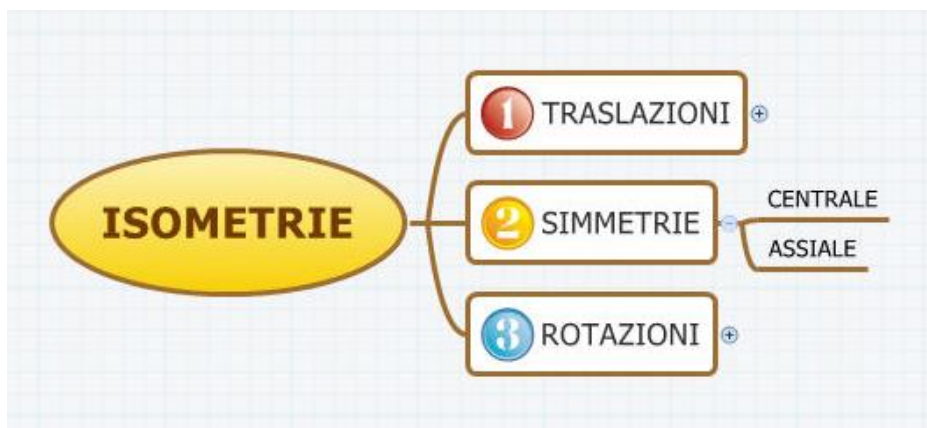 ISOMETRIE
1 TRASLAZIONI
2 SIMMETRIE
CENTRALE
ASSIALE
3 ROTAZIONI